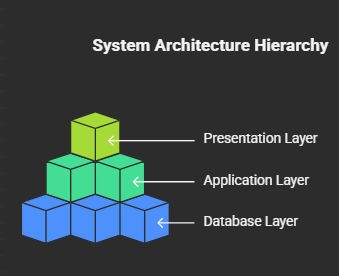 System Architecture Hierarchy
Presentation Layer
Application Layer
Database Layer